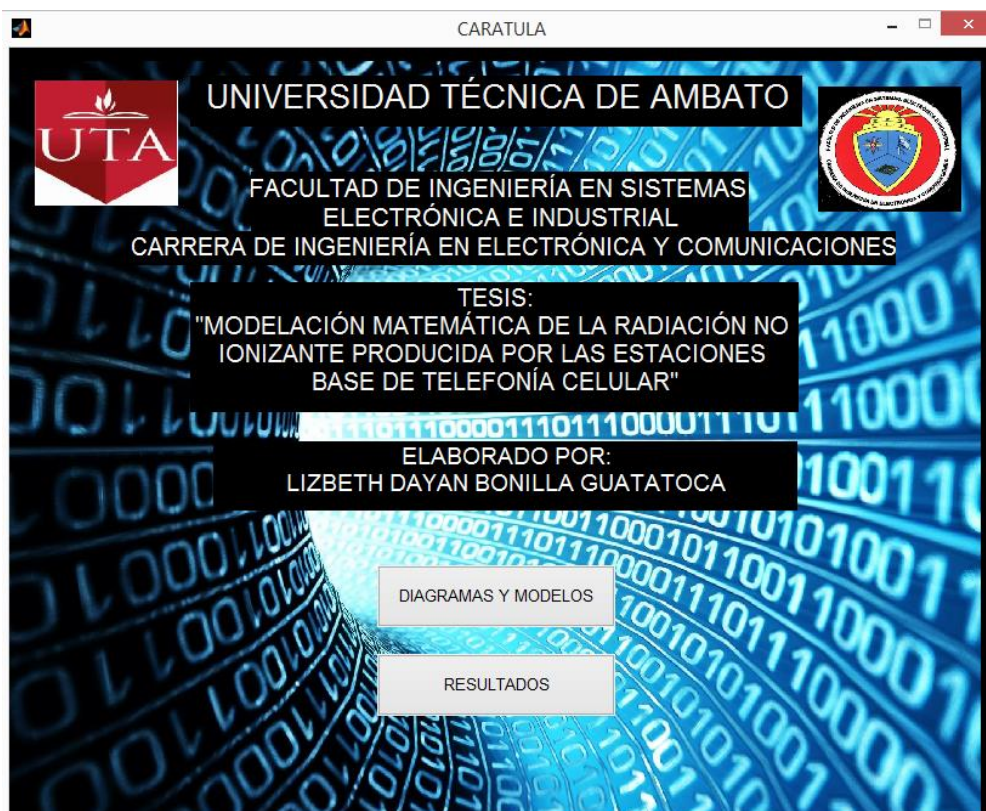 CARATULA
UNIVERSIDAD TÉCNICA DE AMBATO
UTA
FACULTAD DE INGENIERÍA EN SISTEMAS
ELECTRÓNICA E INDUSTRIAL
CARRERA DE INGENIERÍA EN ELECTRÓNICA Y COMUNICACIONES
TESIS:
"MODELACIÓN MATEMÁTICA DE LA RADIACIÓN NO
IONIZANTE PRODUCIDA POR LAS ESTACIONES
BASE DE TELEFONÍA CELULAR"
ELABORADO POR:
LIZBETH DAYAN BONILLA GUATATOCA
DIAGRAMAS Y MODELOS
RESULTADOS